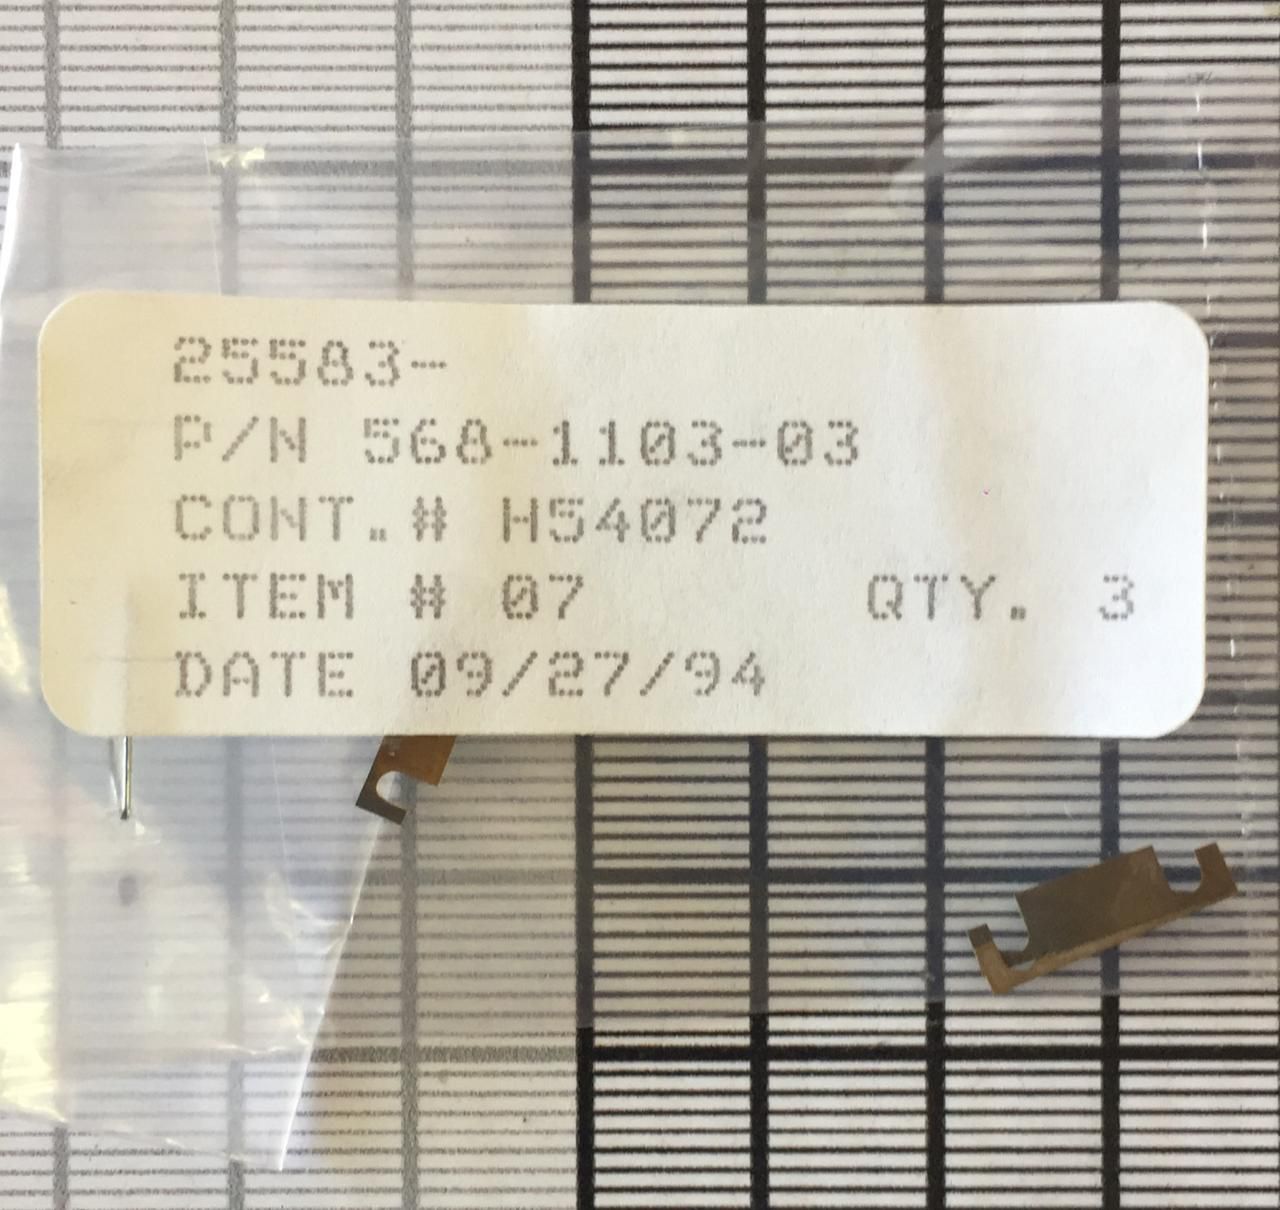 25583-
P/N 568-1103-03
CONT.# H54072
ITEM # 07 QTY. 3
DATE 09/27/94